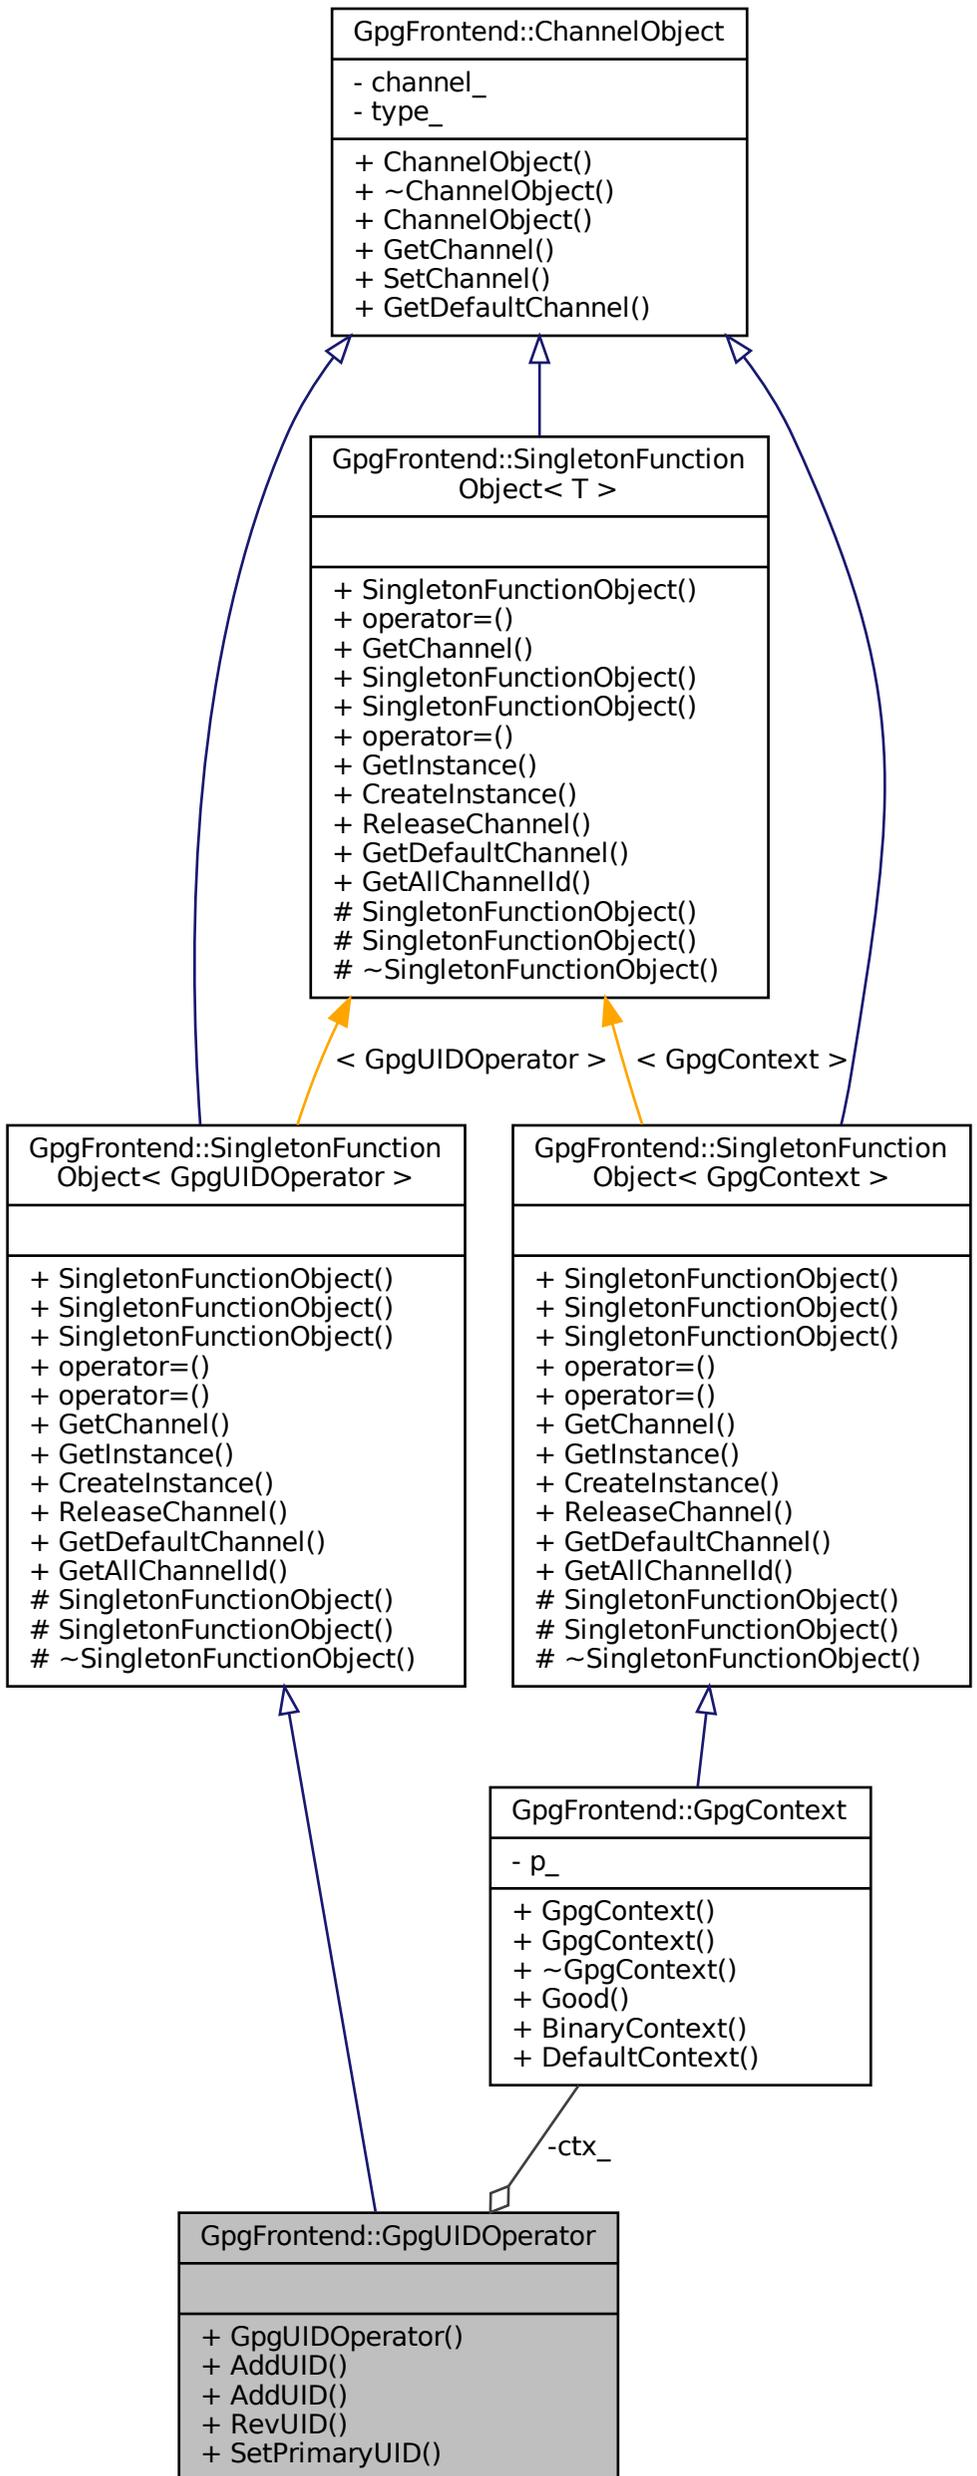 GpgFrontend::ChannelObject
- channel_
- type_
+ ChannelObject()
+ ~ChannelObject()
+ ChannelObject()
+ GetChannel()
+ SetChannel()
+ GetDefaultChannel()
GpgFrontend::SingletonFunction
Object< T >
+ SingletonFunctionObject()
+ operator=()
+ GetChannel()
+ SingletonFunctionObject()
+ SingletonFunctionObject()
+ operator=()
+ GetInstance()
+ CreateInstance()
+ ReleaseChannel()
+ GetDefaultChannel()
+ GetAllChannelId()
# SingletonFunctionObject()
# SingletonFunctionObject()
# ~SingletonFunctionObject()
< GpgUIDOperator >
< GpgContext >
GpgFrontend::SingletonFunction
Object< GpgUIDOperator >
+ SingletonFunctionObject()
+ SingletonFunctionObject()
+ SingletonFunctionObject()
+ operator=()
+ operator=()
+ GetChannel()
+ GetInstance()
+ CreateInstance()
+ ReleaseChannel()
+ GetDefaultChannel()
+ GetAllChannelId()
# SingletonFunctionObject()
# SingletonFunctionObject()
# ~SingletonFunctionObject()
GpgFrontend::SingletonFunction
Object< GpgContext >
+ SingletonFunctionObject()
+ SingletonFunctionObject()
+ SingletonFunctionObject()
+ operator=()
+ operator=()
+ GetChannel()
+ GetInstance()
+ CreateInstance()
+ ReleaseChannel()
+ GetDefaultChannel()
+ GetAllChannelId()
# SingletonFunctionObject()
# SingletonFunctionObject()
# ~SingletonFunctionObject()
GpgFrontend::GpgContext
- p_
+ GpgContext()
+ GpgContext()
+ ~GpgContext()
+ Good()
+ BinaryContext()
+ DefaultContext()
-ctx_
GpgFrontend::GpgUIDOperator
+ GpgUIDOperator()
+ AddUID()
+ AddUID()
+ RevUID()
+ SetPrimaryUID()